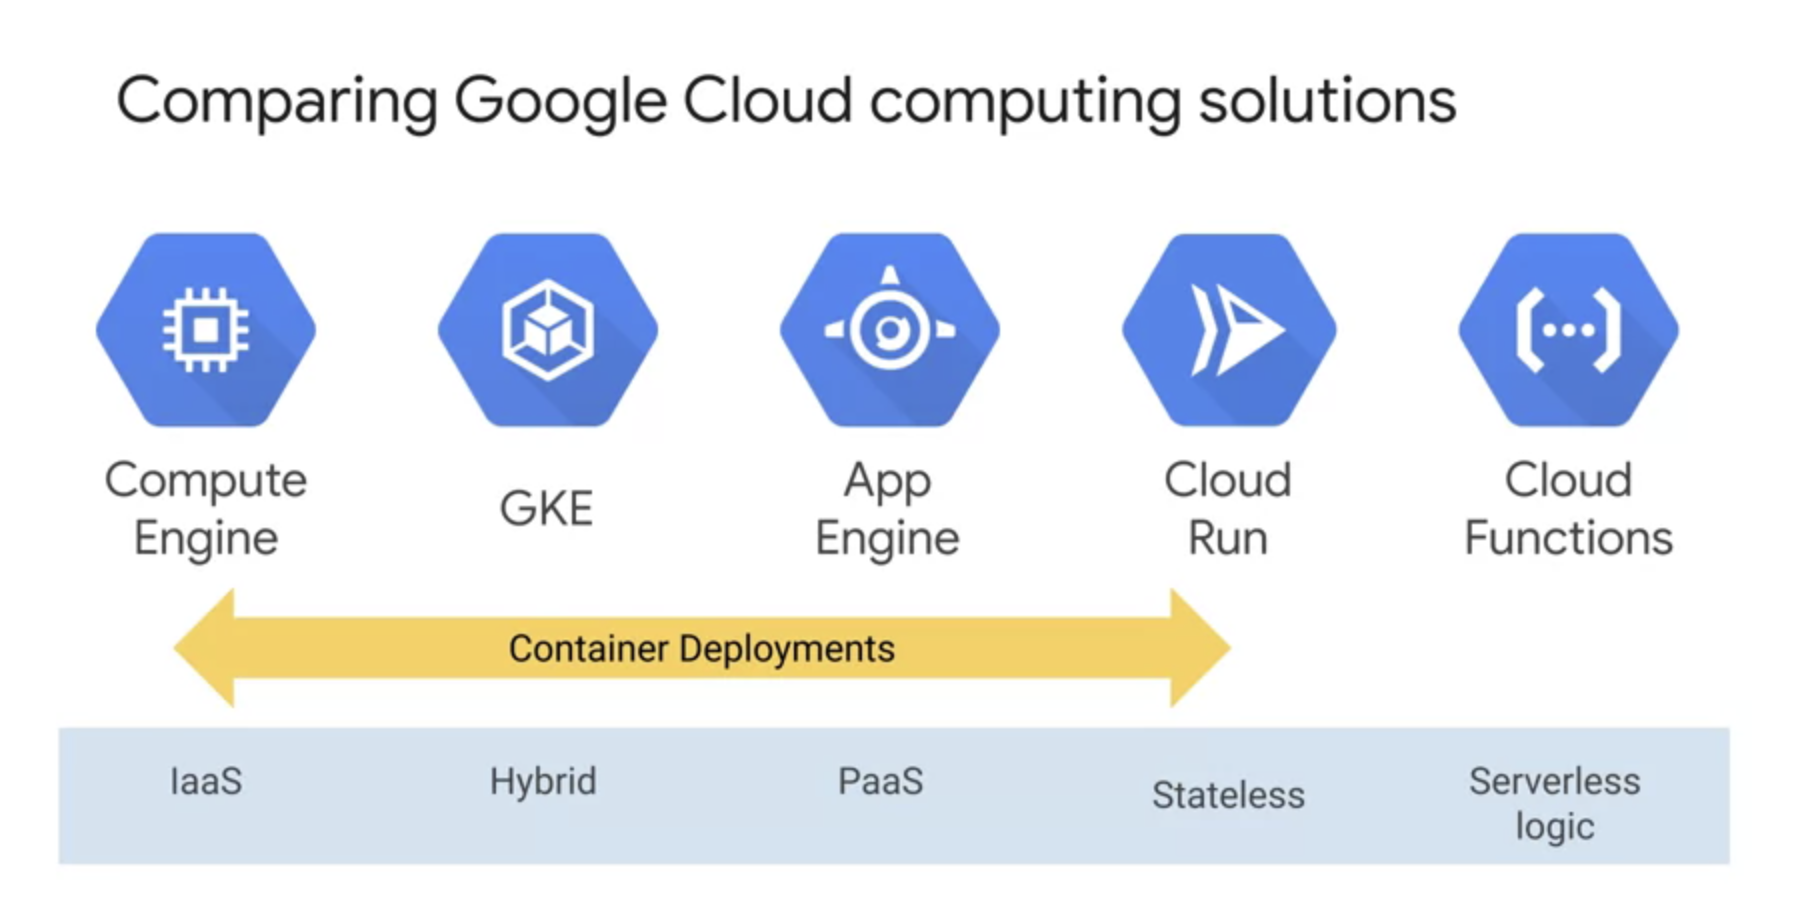 Comparing Google Cloud computing solutions
Compute
Engine
GKE
App
Engine
Cloud
Run
Cloud
Functions
Container Deployments
IaaS
Hybrid
PaaS
Stateless
Serverless
logic